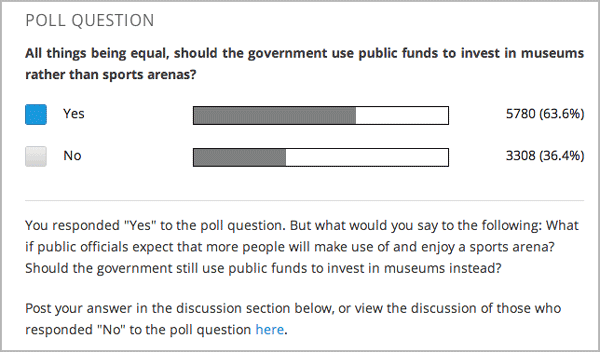 POLL QUESTION
All things being equal, should the government use public funds to invest in museums
rather than sports arenas?
Yes 5780 (63.6%)
No 3308 (36.4%)
You responded "Yes" to the poll question. But what would you say to the following: What
if public officials expect that more people will make use of and enjoy a sports arena?
Should the government still use public funds to invest in museums instead?
Post your answer in the discussion section below, or view the discussion of those who
responded "No" to the poll question here.